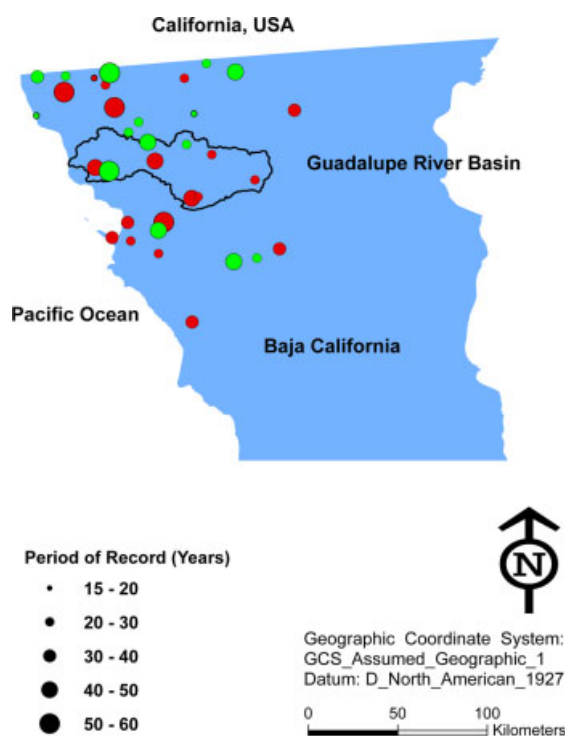 California, USA
Guadalupe River Basin
Pacific Ocean
Baja California
Period of Record (Years)
15 - 20
20 - 30
30 - 40
40 - 50
50 - 60
N
Geographic Coordinate System:
GCS_Assumed_Geographic_1
Datum: D_North_American_1927
0 50 100
Kilometers